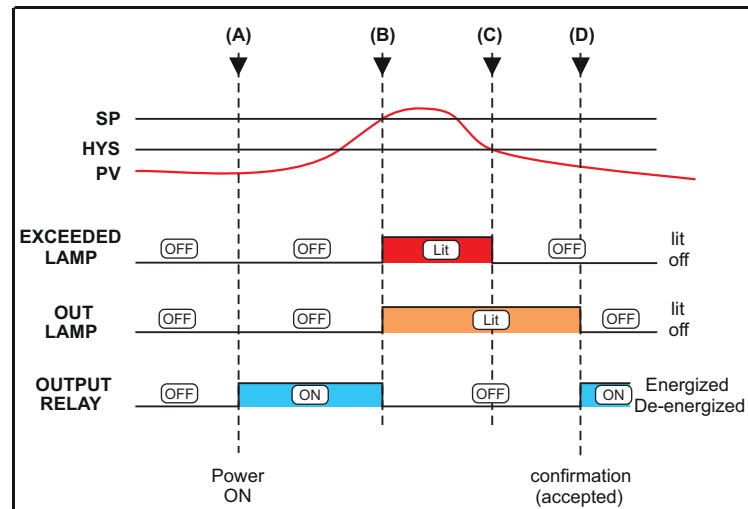 (A) (B) (C) (D)
SP
HYS
PV
EXCEEDED
LAMP
OFF OFF Lit OFF
lit
off
OUT
LAMP
OFF OFF Lit OFF
lit
off
OUTPUT
RELAY
OFF ON OFF ON
Energized
De-energized
Power
ON
confirmation
(accepted)